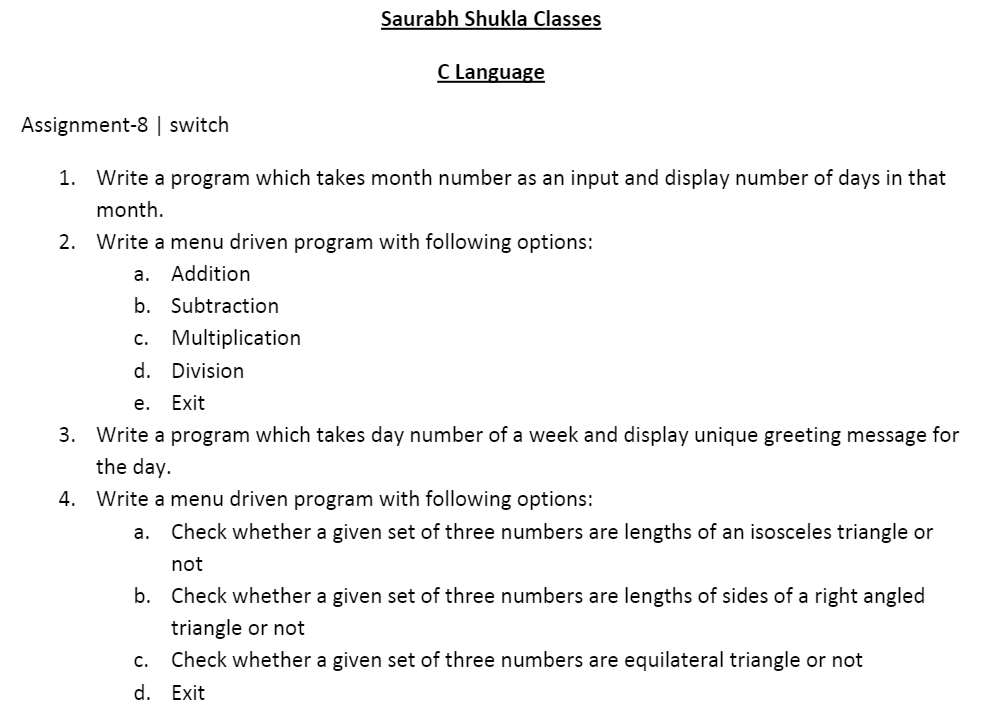 Saurabh Shukla Classes
C Language
Assignment-8 | switch
1. Write a program which takes month number as an input and display number of days in that
month.
2. Write a menu driven program with following options:
a. Addition
b. Subtraction
c. Multiplication
d. Division
e. Exit
3. Write a program which takes day number of a week and display unique greeting message for
the day.
4. Write a menu driven program with following options:
a. Check whether a given set of three numbers are lengths of an isosceles triangle or
not
b. Check whether a given set of three numbers are lengths of sides of a right angled
triangle or not
c. Check whether a given set of three numbers are equilateral triangle or not
d. Exit